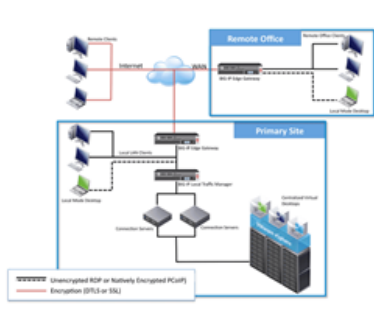 Remote Clients
Remote Office
Remote Office Clients
Internet
WAN
BIG-IP Edge Gateway
Local Mode Desktop
Primary Site
BIG-IP Edge Gateway
Local LAN Clients
BIG-IP Local Traffic Manager
Local Mode Desktop
Centralized Virtual
Desktops
Connection Servers
Connection Servers
Unencrypted RDP or Natively Encrypted PCoIP)
Encryption (DTLS or SSL)